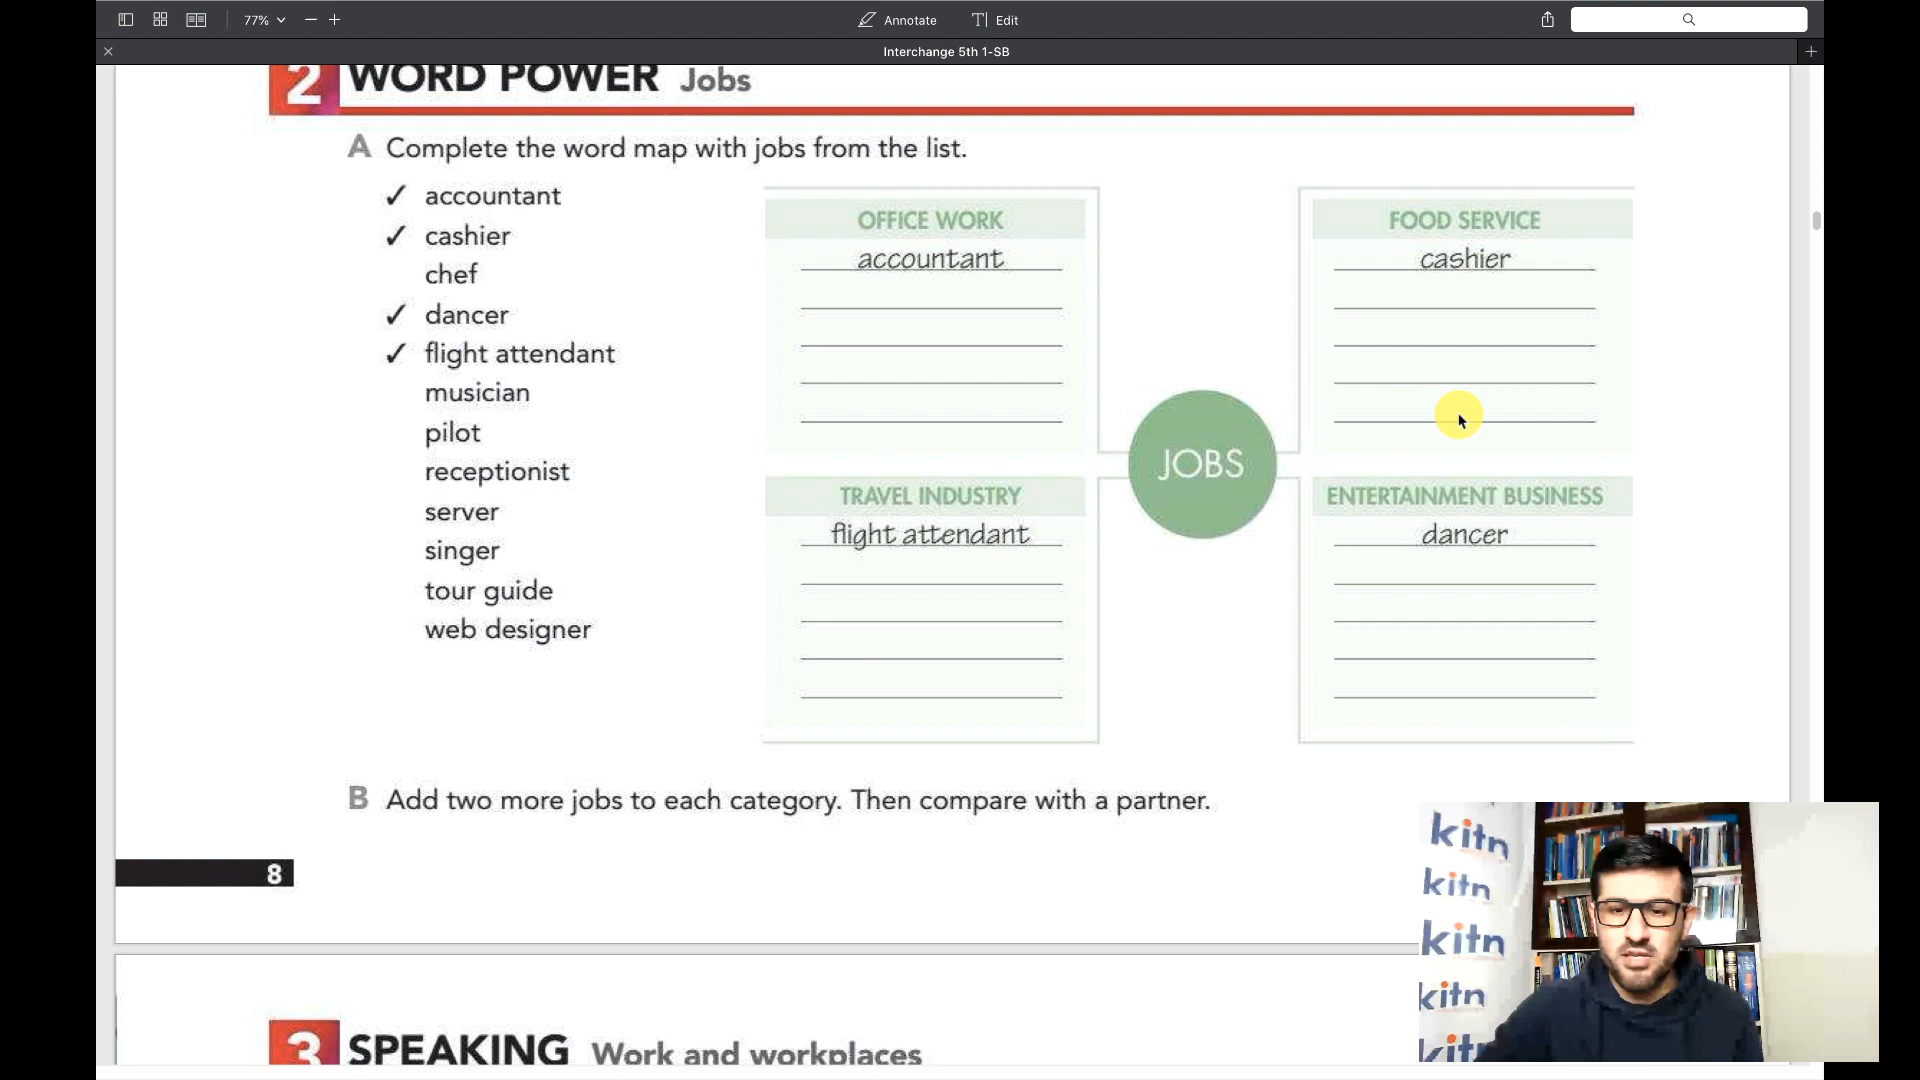 77%
Annotate
Edit
Interchange 5th 1-SB
2 WORD POWER Jobs
A Complete the word map with jobs from the list.
✓ accountant
✓ cashier
chef
✓ dancer
✓ flight attendant
musician
pilot
receptionist
server
singer
tour guide
web designer
OFFICE WORK
accountant
FOOD SERVICE
cashier
JOBS
TRAVEL INDUSTRY
flight attendant
ENTERTAINMENT BUSINESS
dancer
B Add two more jobs to each category. Then compare with a partner.
8
3 SPEAKING Work and workplaces
kitn
kitn
kitn
kitn
kitn